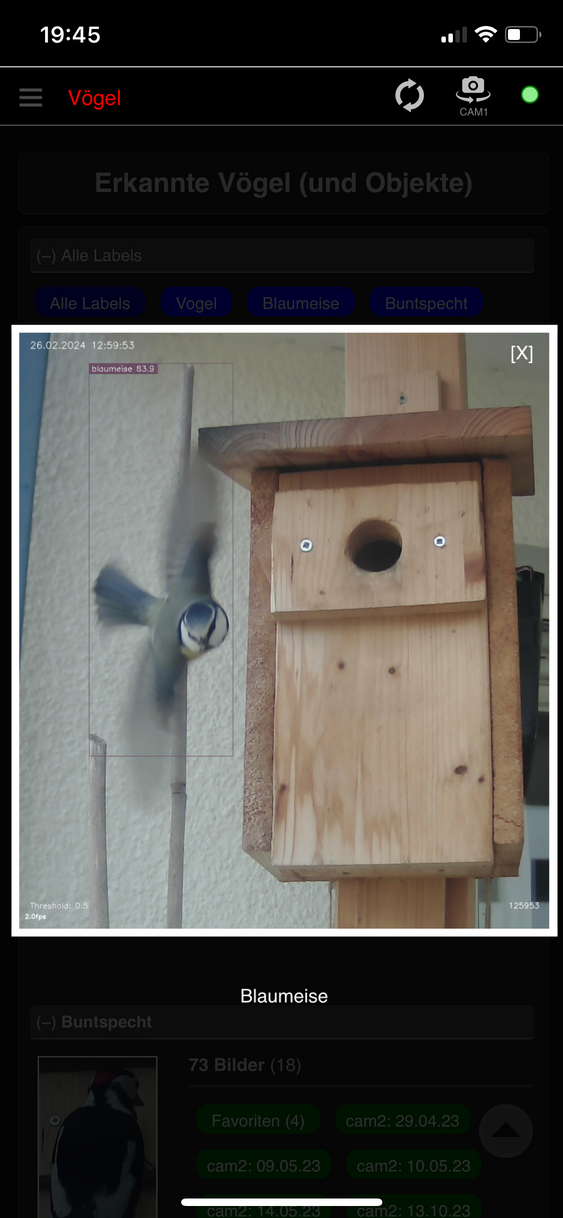 19:45
Vögel
CAM1
Erkannte Vögel (und Objekte)
(−) Alle Labels
Alle Labels Vogel Blaumeise Buntspecht
26.02.2024 12:59:53
[X]
blaumeise 83.9
Threshold: 0.5
125953
2.0fps
Blaumeise
(−) Buntspecht
73 Bilder (18)
Favoriten (4) cam2: 29.04.23
cam2: 09.05.23 cam2: 10.05.23
cam2: 14.05.23 cam2: 13.10.23